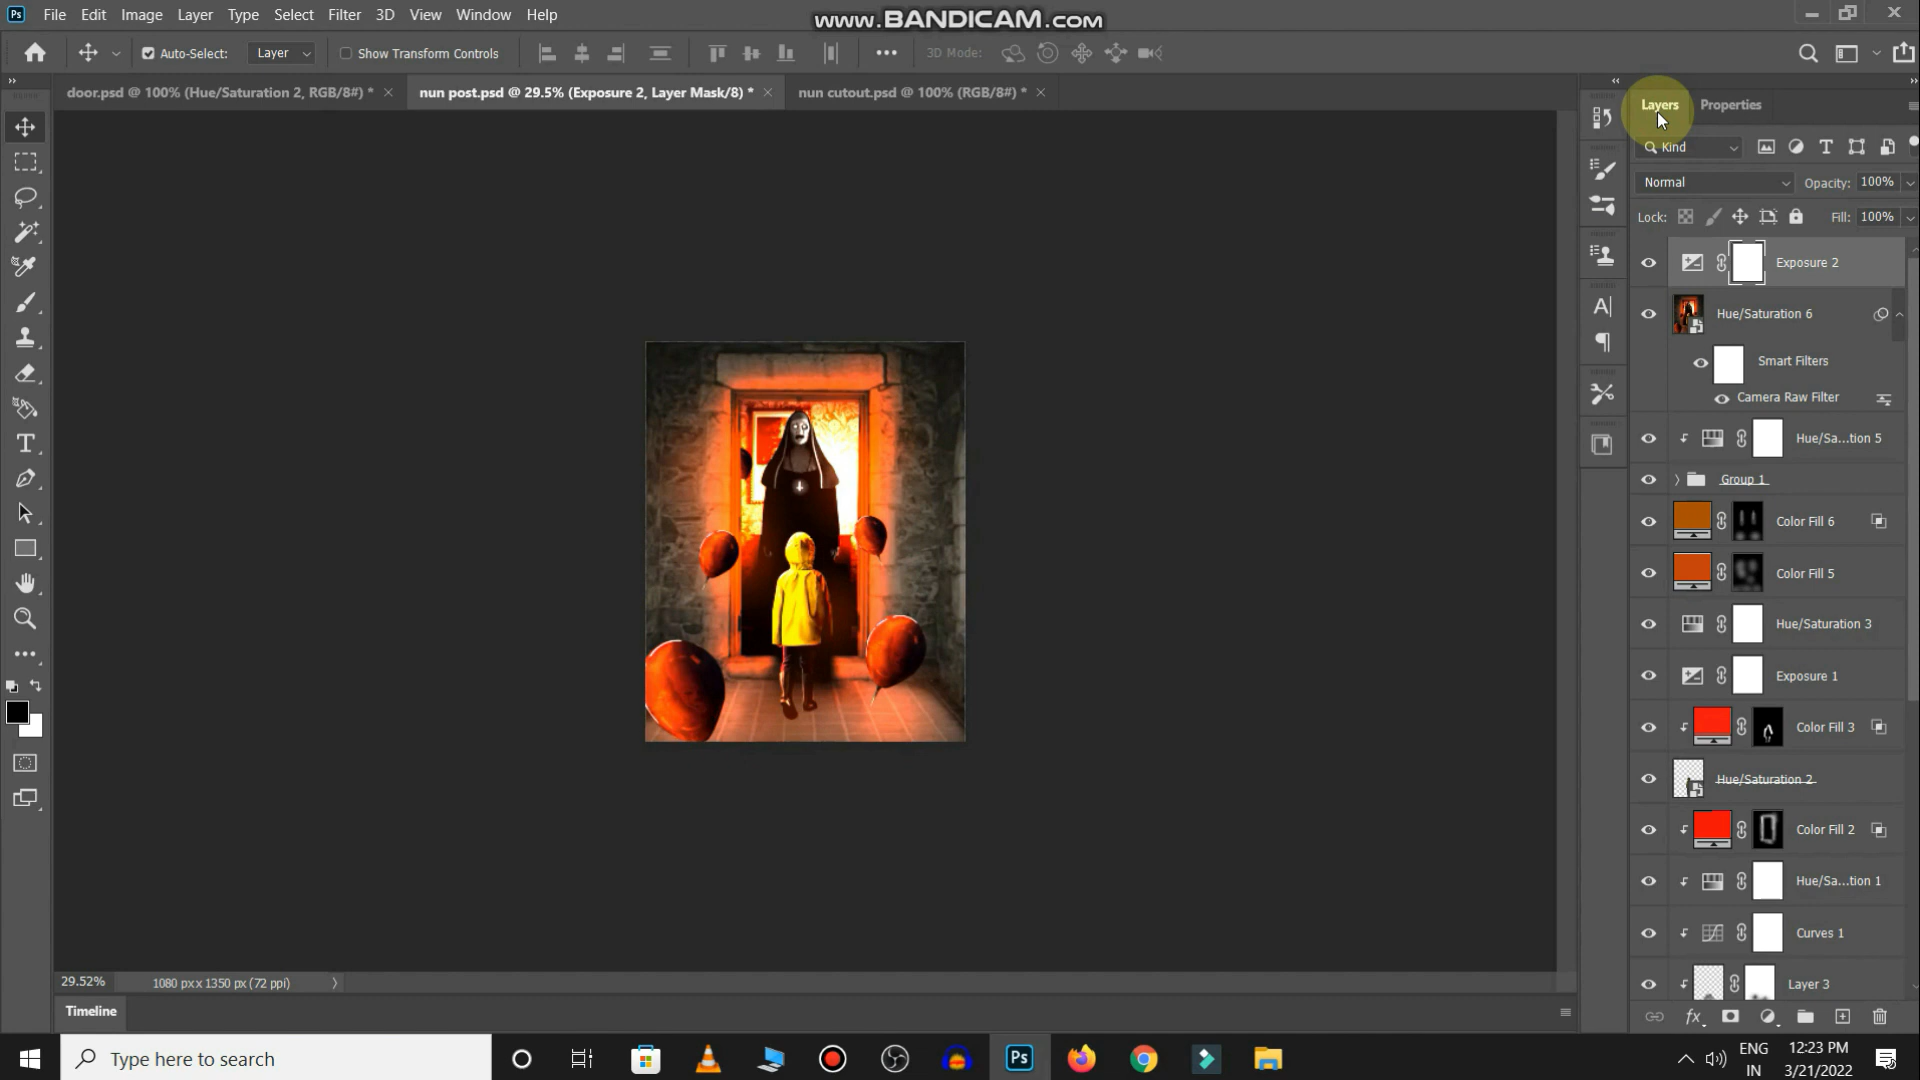 File Edit Image Layer Type Select Filter 3D View Window Help
www.BANDICAM.com
Auto-Select: Layer Show Transform Controls 3D Mode:
door.psd @ 100% (Hue/Saturation 2, RGB/8#) *
nun post.psd @ 29.5% (Exposure 2, Layer Mask/8) *
nun cutout.psd @ 100% (RGB/8#) *
Layers Properties
Kind
Normal Opacity: 100%
Lock: Fill: 100%
Exposure 2
Hue/Saturation 6
Smart Filters
Camera Raw Filter
Hue/Sa...tion 5
Group 1
Color Fill 6
Color Fill 5
Hue/Saturation 3
Exposure 1
Color Fill 3
Hue/Saturation 2
Color Fill 2
Hue/Sa...tion 1
Curves 1
Layer 3
29.52% 1080 px x 1350 px (72 ppi)
Timeline
Type here to search
Ps
ENG
IN
12:23 PM
3/21/2022